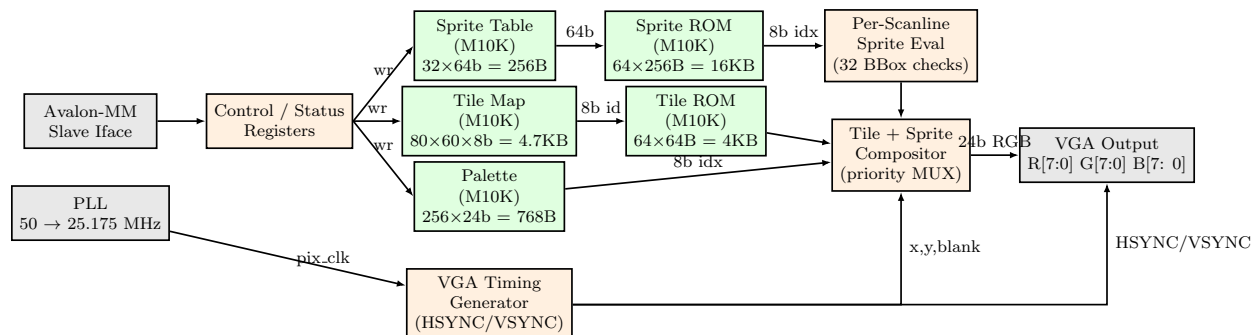 Sprite Table
(M10K)
32×64b = 256B
64b
Sprite ROM
(M10K)
64×256B = 16KB
8b idx
Per-Scanline
Sprite Eval
(32 BBox checks)
wr
Avalon-MM
Slave Iface
Control / Status
Registers
wr
Tile Map
(M10K)
80×60×8b = 4.7KB
8b id
Tile ROM
(M10K)
64×64B = 4KB
Tile + Sprite
Compositor
(priority MUX)
24b RGB
VGA Output
R[7:0] G[7:0] B[7: 0]
wr
Palette
(M10K)
256×24b = 768B
8b idx
PLL
50 → 25.175 MHz
pix_clk
VGA Timing
Generator
(HSYNC/VSYNC)
x,y,blank
HSYNC/VSYNC